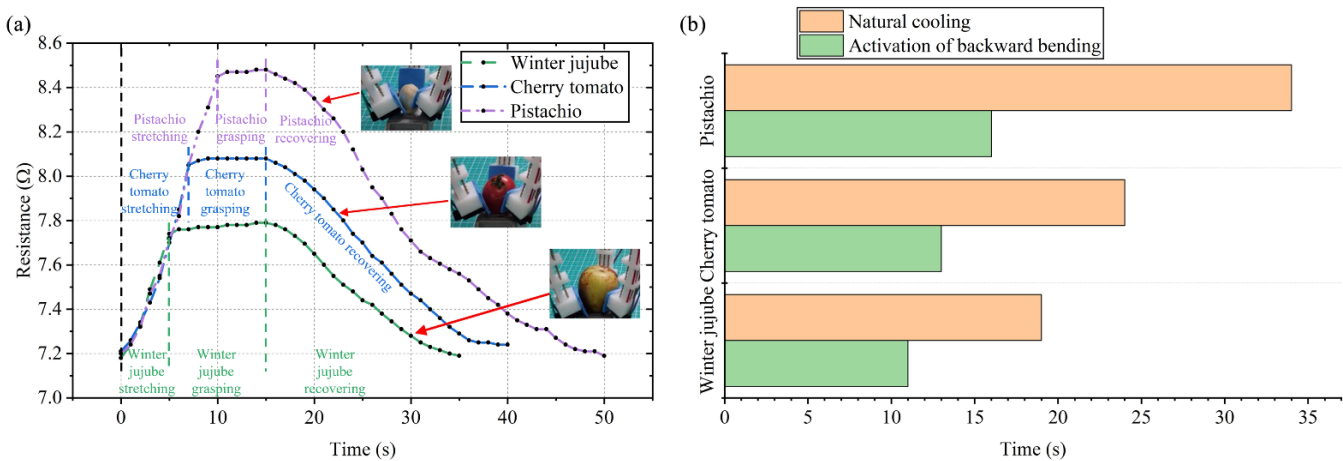 (a)
8.6
8.4
8.2
8.0
7.8
7.6
7.4
7.2
7.0
Resistance (Ω)
Winter jujube
Cherry tomato
Pistachio
Pistachio
stretching
Pistachio
grasping
Pistachio
recovering
Cherry
tomato
stretching
Cherry
tomato
grasping
Cherry tomato recovering
Winter
jujube
stretching
Winter
jujube
grasping
Winter
jujube
recovering
0
10
20
30
40
50
Time (s)
(b)
Natural cooling
Activation of backward bending
Pistachio
Cherry tomato
Winter jujube
0
5
10
15
20
25
30
35
Time (s)